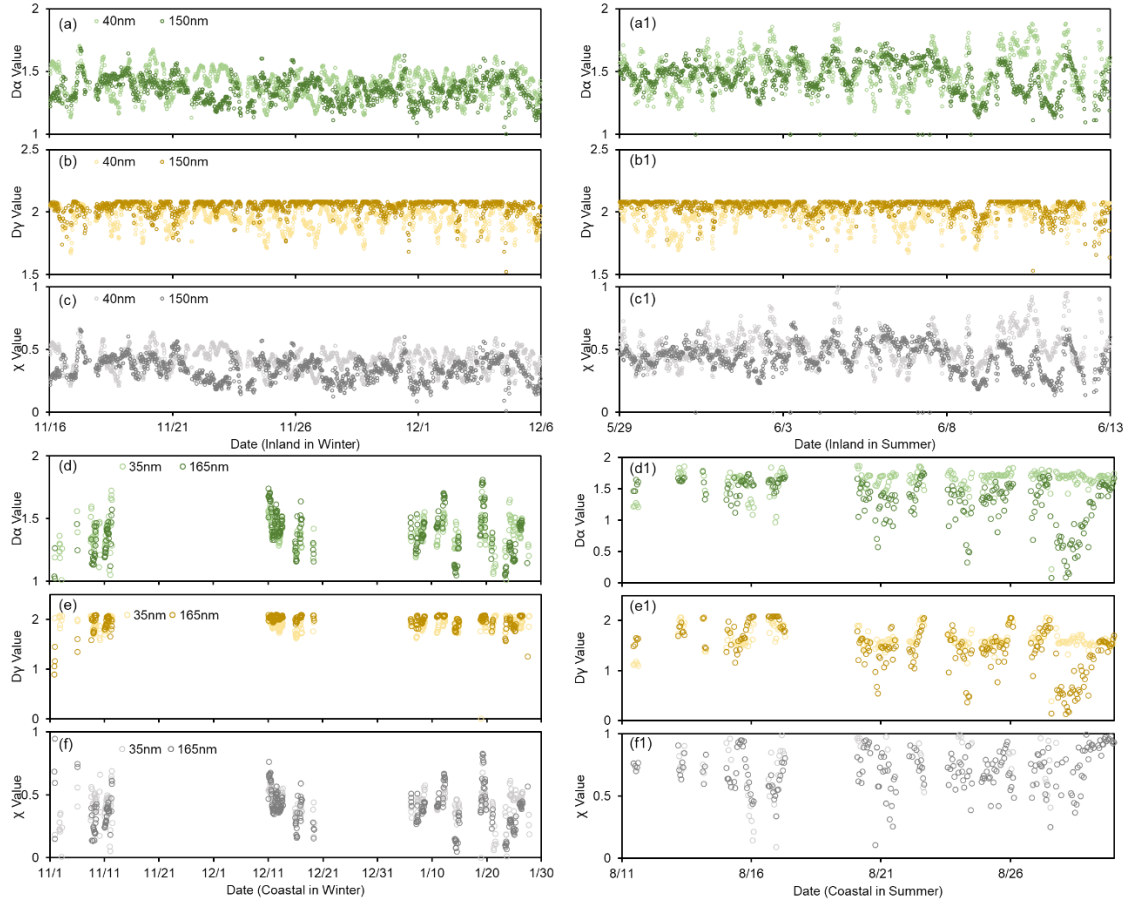 (a)
40nm
150nm
Dα Value
2
1.5
1
(a1)
Dα Value
2
1.5
1
(b)
40nm
150nm
Dγ Value
2.5
2
1.5
(b1)
Dγ Value
2.5
2
1.5
(c)
40nm
150nm
χ Value
1
0.5
0
11/16
11/21
11/26
12/1
12/6
Date (Inland in Winter)
(c1)
χ Value
1
0.5
0
5/29
6/3
6/8
6/13
Date (Inland in Summer)
(d)
35nm
165nm
Dα Value
2
1.5
1
(d1)
Dα Value
2
1.5
1
0.5
0
(e)
35nm
165nm
Dγ Value
2
1
0
(e1)
Dγ Value
3
2
1
0
(f)
35nm
165nm
χ Value
1
0.5
0
11/1
11/11
11/21
12/1
12/11
12/21
12/31
1/10
1/20
1/30
Date (Coastal in Winter)
(f1)
χ Value
1
0.5
0
8/11
8/16
8/21
8/26
Date (Coastal in Summer)